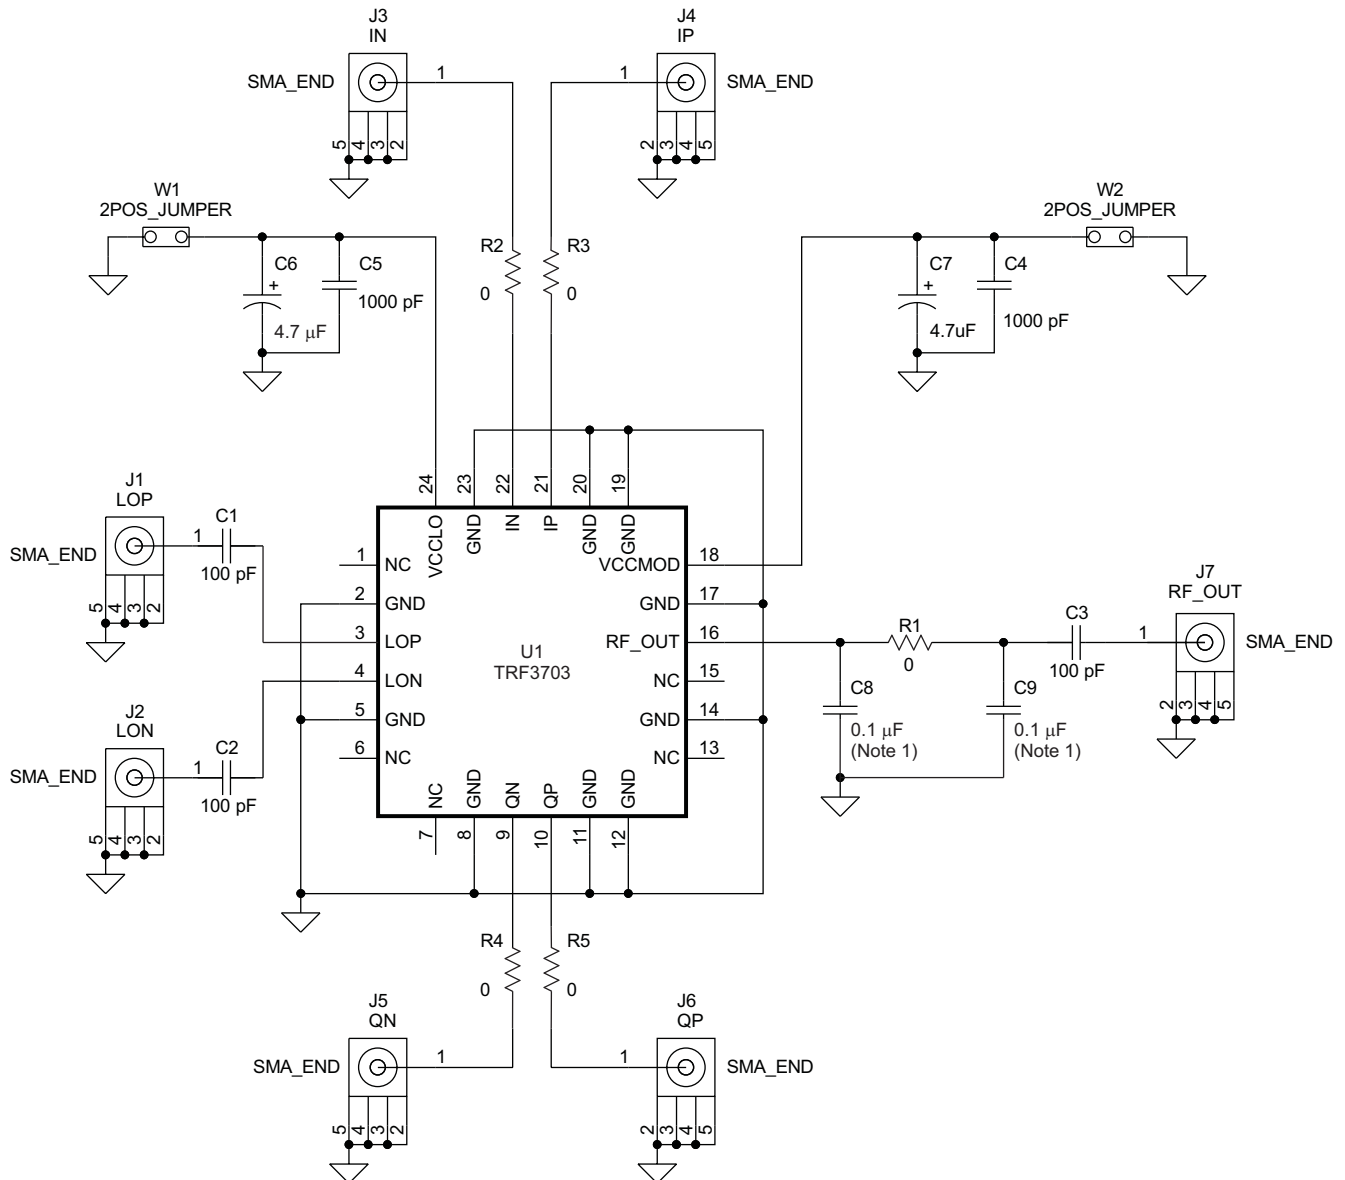 J3
IN
J4
IP
SMA_END
1
1
SMA_END
5 4 3 2
2 3 4 5
W1
2POS_JUMPER
W2
2POS_JUMPER
R2
0
R3
0
C6
+
4.7 μF
C5
1000 pF
C7
+
4.7uF
C4
1000 pF
24 23 22 21 20 19
VCCLO GND IN IP GND GND
J1
LOP
SMA_END
1
C1
100 pF
5 4 3 2
J2
LON
SMA_END
1
C2
100 pF
5 4 3 2
1 NC
2 GND
3 LOP
4 LON
5 GND
6 NC
U1
TRF3703
VCCMOD 18
GND 17
RF_OUT 16
NC 15
GND 14
NC 13
NC GND QN QP GND GND
7 8 9 10 11 12
R1
0
C3
100 pF
C8
0.1 μF
(Note 1)
C9
0.1 μF
(Note 1)
J7
RF_OUT
1
SMA_END
2 3 4 5
R4
0
R5
0
J5
QN
J6
QP
SMA_END
1
1
SMA_END
5 4 3 2
2 3 4 5